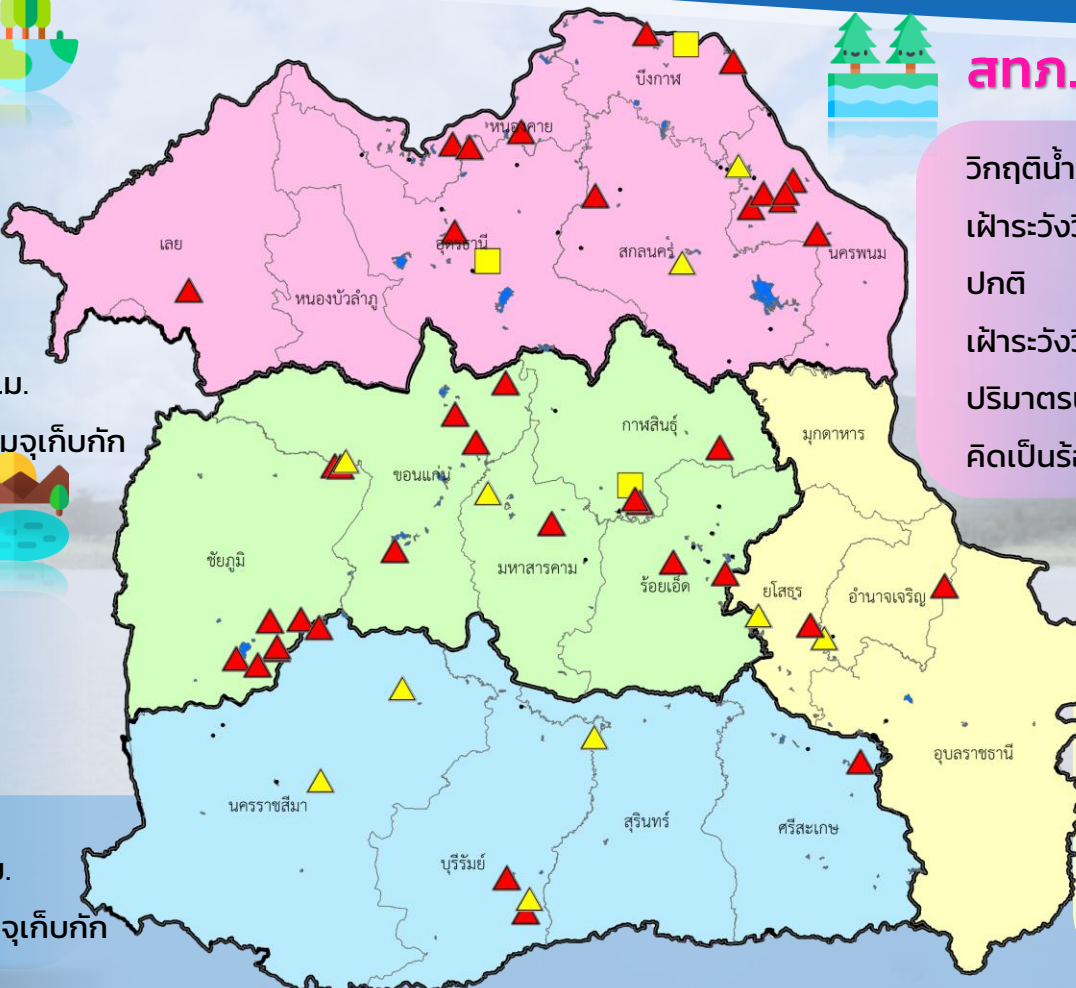 สทภ.
วิกฤติน้ำ
เฝ้าระวังวิ
ปกติ
เฝ้าระวังวิ
ปริมาตร
คิดเป็นร้อ
ม.
มจุเก็บกัก
จุเก็บกัก
บึงกาฬ
หนองคาย
เลย
อุดรธานี
สกลนคร
นครพนม
หนองบัวลำภู
กาฬสินธุ์
มุกดาหาร
ขอนแก่น
ชัยภูมิ
มหาสารคาม
ร้อยเอ็ด
ยโสธร
อำนาจเจริญ
อุบลราชธานี
นครราชสีมา
บุรีรัมย์
สุรินทร์
ศรีสะเกษ